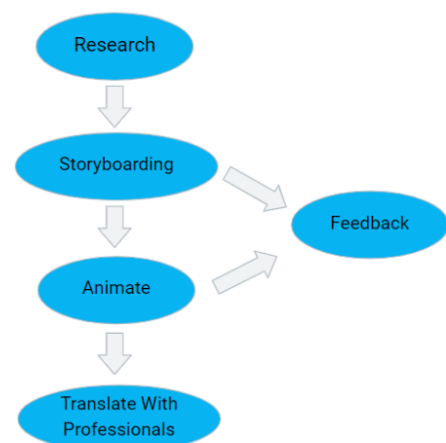 Research
Storyboarding
Feedback
Animate
Translate With
Professionals